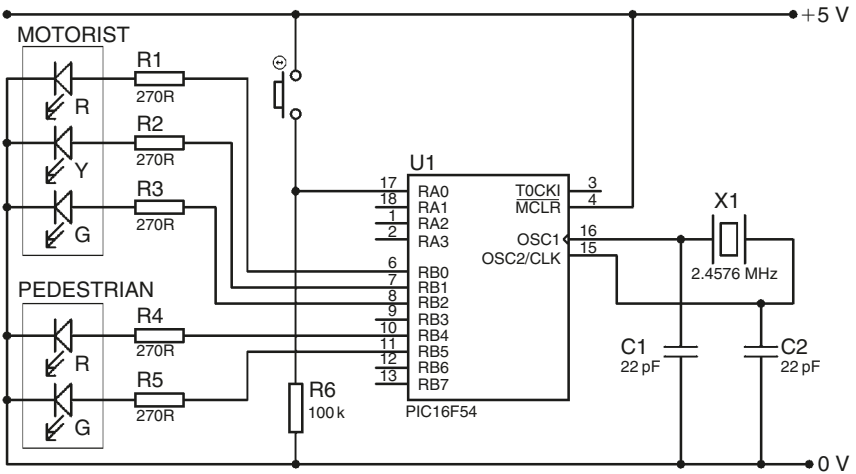 +5 V
MOTORIST
R1
270R
R
R2
270R
Y
R3
270R
G
PEDESTRIAN
R4
270R
R
R5
270R
G
R6
100 k
U1
17 RA0
18 RA1
1 RA2
2 RA3
6 RB0
7 RB1
8 RB2
9 RB3
10 RB4
11 RB5
12 RB6
13 RB7
T0CKI 3
MCLR 4
OSC1 16
OSC2/CLK 15
PIC16F54
X1
2.4576 MHz
C1
22 pF
C2
22 pF
0 V